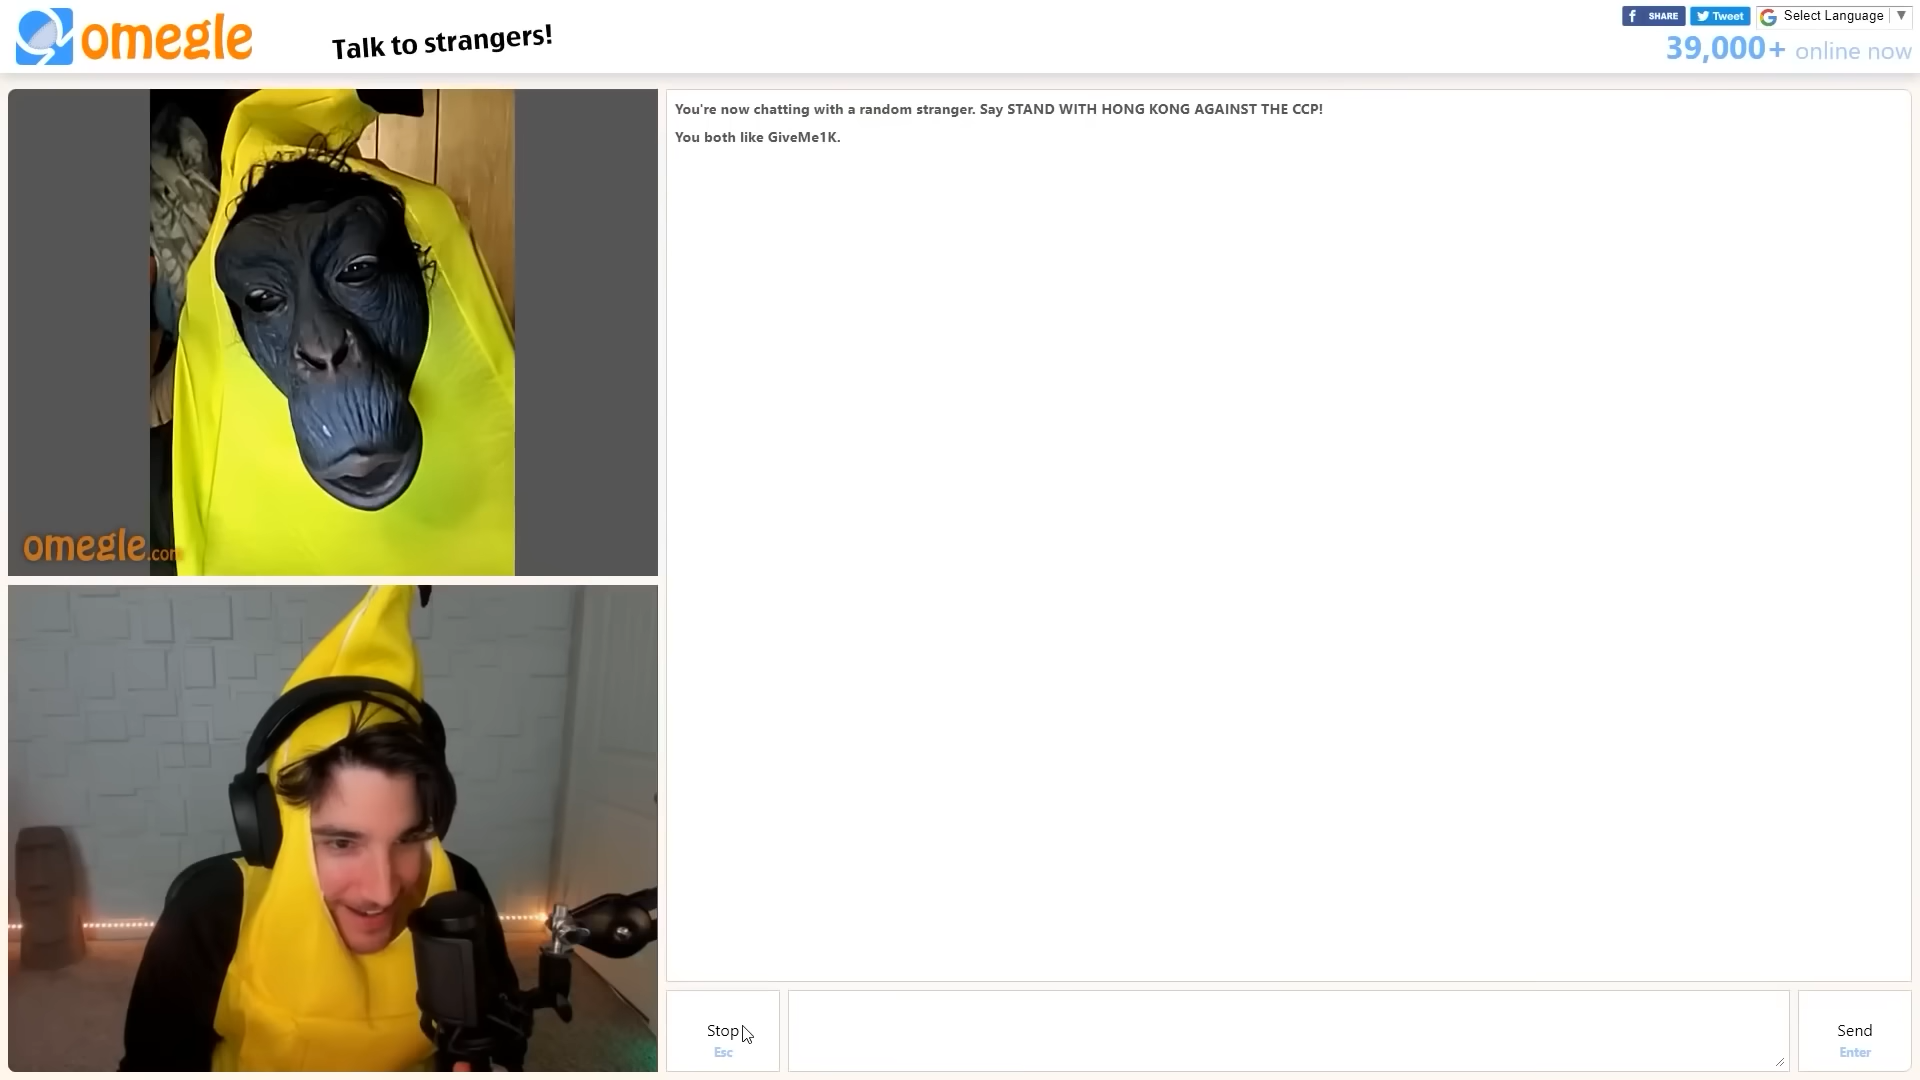 omegle
Talk to strangers!
SHARE
Tweet
Select Language
39,000+ online now
You're now chatting with a random stranger. Say STAND WITH HONG KONG AGAINST THE CCP!
You both like GiveMe1K.
omegle.com
Stop
Esc
Send
Enter